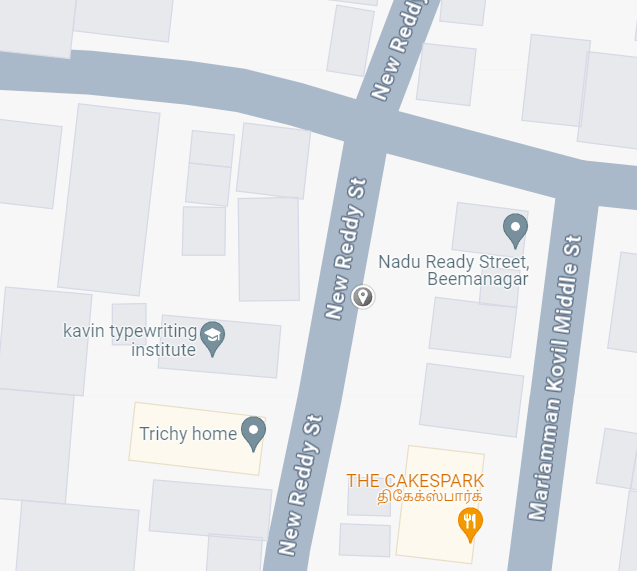 New Reddy
New Reddy St
Nadu Ready Street,
Beemanagar
Mariamman Kovil Middle St
kavin typewriting
institute
Trichy home
New Reddy St
THE CAKESPARK
திகேக்ஸ்பார்க்